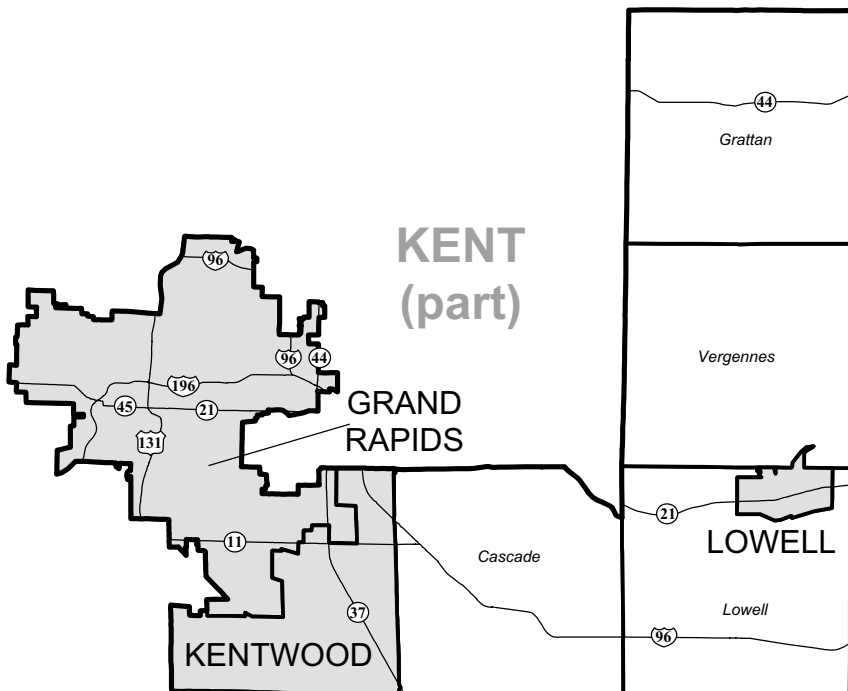 44
Grattan
KENT
(part)
96
Vergennes
96
44
196
GRAND
RAPIDS
45
21
131
21
LOWELL
11
Cascade
Lowell
37
96
KENTWOOD